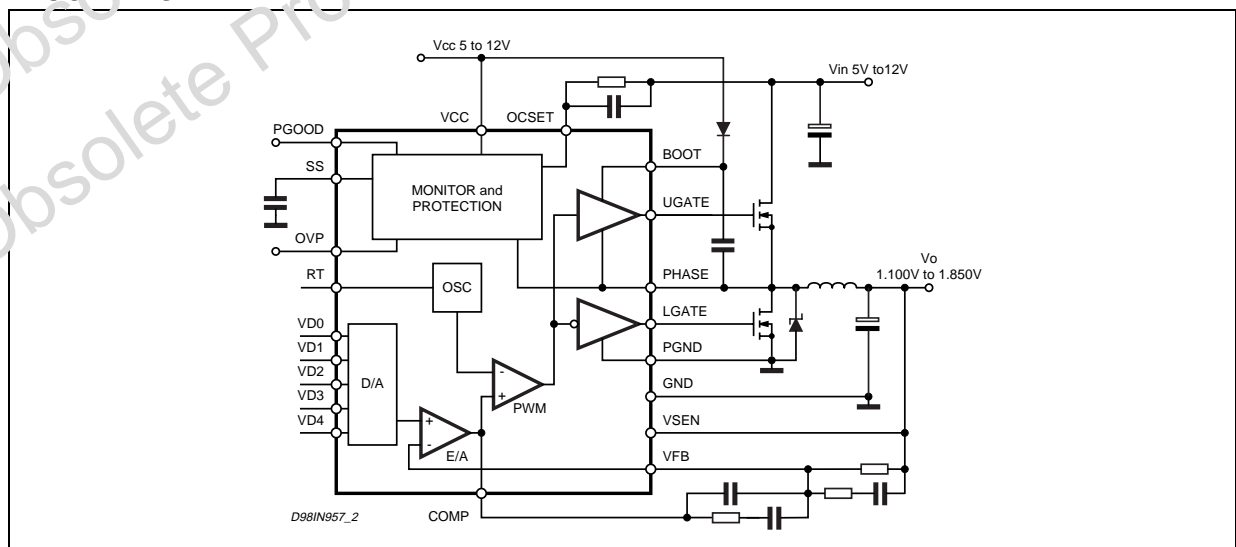 Obsolete Pro
Vcc 5 to 12V
Vin 5V to12V
VCC
OCSET
PGOOD
BOOT
SS
MONITOR and
PROTECTION
UGATE
OVP
Vo
1.100V to 1.850V
RT
OSC
PHASE
LGATE
VD0
VD1
PGND
VD2
D/A
-
+
PWM
GND
VD3
VD4
+
-
E/A
VSEN
VFB
D98IN957_2
COMP